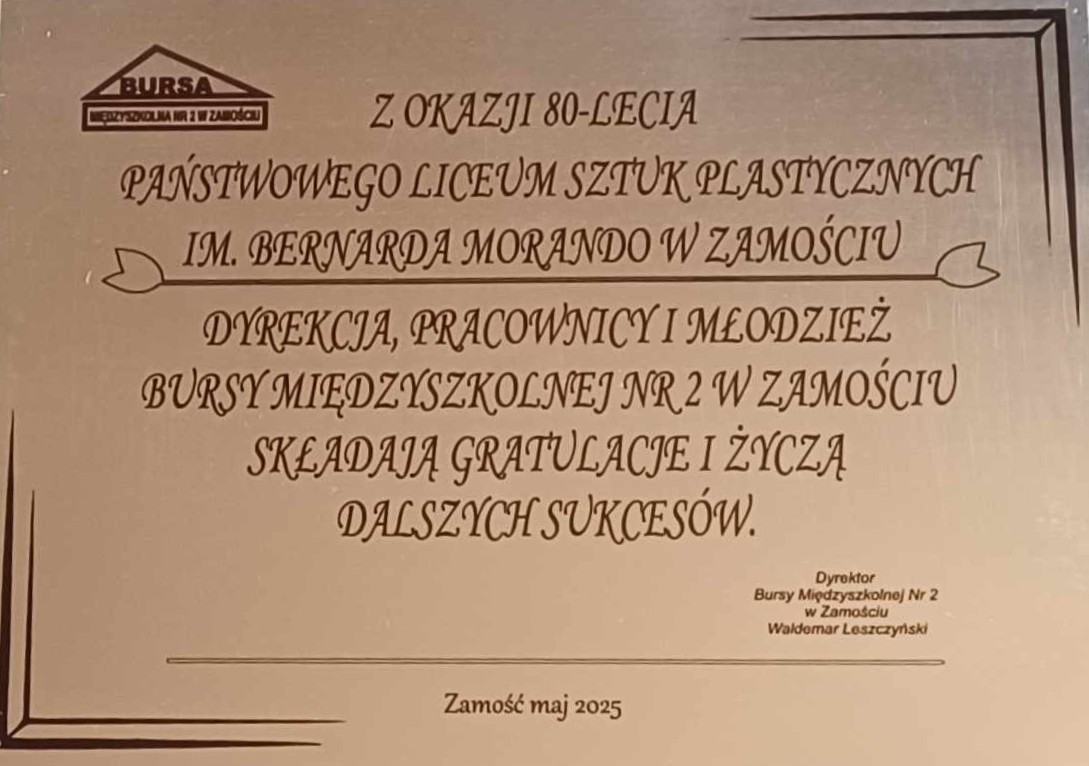 BURSA
MIĘDZYSZKOLNA NR 2 W ZAMOŚCIU
Z OKAZJI 80-LECIA
PAŃSTWOWEGO LICEUM SZTUK PLASTYCZNYCH
IM. BERNARDA MORANDO W ZAMOŚCIU
DYREKCJA, PRACOWNICY I MŁODZIEŻ
BURSY MIĘDZYSZKOLNEJ NR 2 W ZAMOŚCIU
SKŁADAJĄ GRATULACJE I ŻYCZĄ
DALSZYCH SUKCESÓW.
Dyrektor
Bursy Międzyszkolnej Nr 2
w Zamościu
Waldemar Leszczyński
Zamość maj 2025